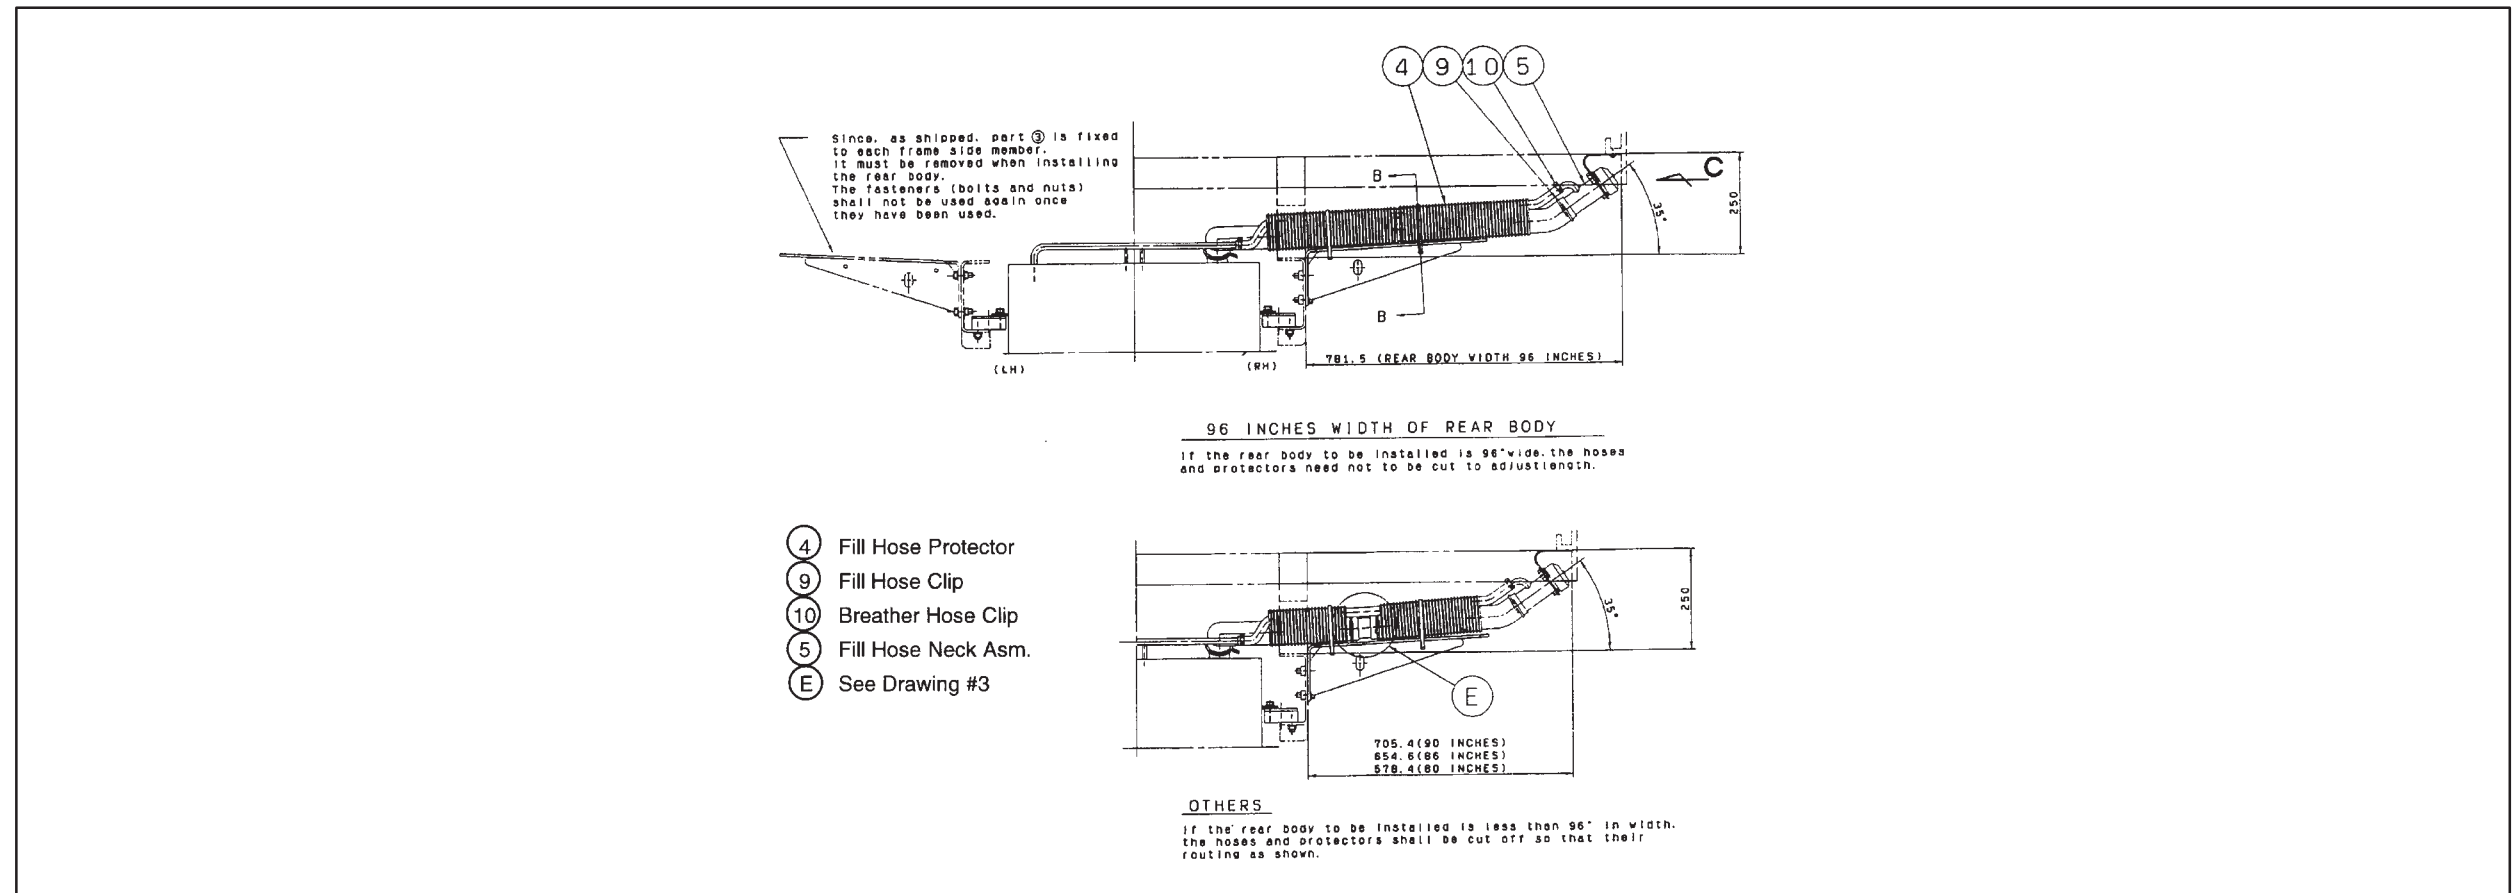 4 9 10 5
Since, as shipped, part ③ is fixed
to each frame side member.
It must be removed when installing
the rear body.
The fasteners (bolts and nuts)
shall not be used again once
they have been used.
B
C
35°
250
B
781.5 (REAR BODY WIDTH 96 INCHES)
(LH)
(RH)
96 INCHES WIDTH OF REAR BODY
If the rear body to be installed is 96"wide, the hoses
and protectors need not to be cut to adjustlength.
4 Fill Hose Protector
9 Fill Hose Clip
10 Breather Hose Clip
5 Fill Hose Neck Asm.
E See Drawing #3
35°
250
E
705.4(90 INCHES)
654.6(86 INCHES)
578.4(80 INCHES)
OTHERS
If the rear body to be installed is less than 96" in width,
the hoses and protectors shall be cut off so that their
routing as shown.